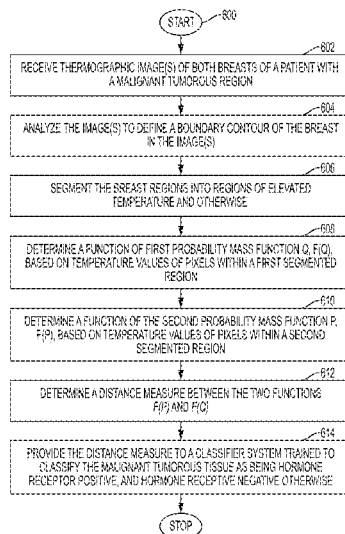 START
600
602
RECEIVE THERMOGRAPHIC IMAGE(S) OF BOTH BREASTS OF A PATIENT WITH
A MALIGNANT TUMOROUS REGION
604
ANALYZE THE IMAGE(S) TO DEFINE A BOUNDARY CONTOUR OF THE BREAST
IN THE IMAGE(S)
606
SEGMENT THE BREAST REGIONS INTO REGIONS OF ELEVATED
TEMPERATURE AND OTHERWISE
608
DETERMINE A FUNCTION OF FIRST PROBABILITY MASS FUNCTION Q, F(Q),
BASED ON TEMPERATURE VALUES OF PIXELS WITHIN A FIRST SEGMENTED
REGION
610
DETERMINE A FUNCTION OF THE SECOND PROBABILITY MASS FUNCTION P,
F(P), BASED ON TEMPERATURE VALUES OF PIXELS WITHIN A SECOND
SEGMENTED REGION
612
DETERMINE A DISTANCE MEASURE BETWEEN THE TWO FUNCTIONS
F(P) AND F(Q)
614
PROVIDE THE DISTANCE MEASURE TO A CLASSIFIER SYSTEM TRAINED TO
CLASSIFY THE MALIGNANT TUMOROUS TISSUE AS BEING HORMONE
RECEPTOR POSITIVE, AND HORMONE RECEPTIVE NEGATIVE OTHERWISE
STOP